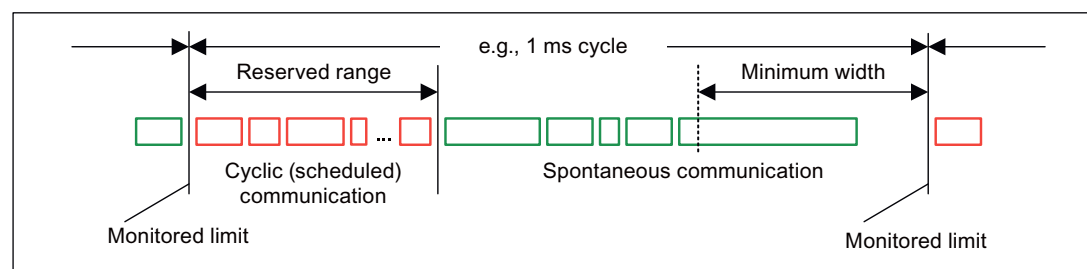 e.g., 1 ms cycle
Reserved range
Minimum width
...
Cyclic (scheduled)
communication
Spontaneous communication
Monitored limit
Monitored limit